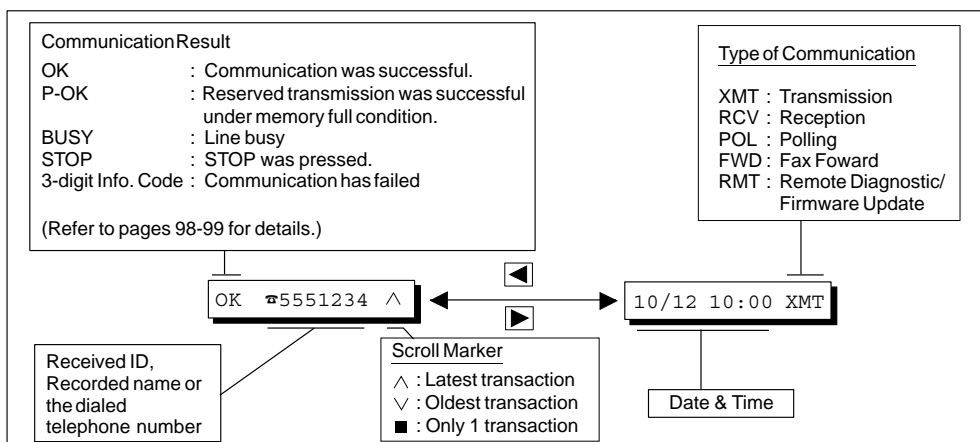 Communication Result
OK : Communication was successful.
P-OK : Reserved transmission was successful
under memory full condition.
BUSY : Line busy
STOP : STOP was pressed.
3-digit Info. Code : Communication has failed
(Refer to pages 98-99 for details.)
Type of Communication
XMT : Transmission
RCV : Reception
POL : Polling
FWD : Fax Foward
RMT : Remote Diagnostic/
Firmware Update
OK ☎5551234 ∧
◀
▶
10/12 10:00 XMT
Received ID,
Recorded name or
the dialed
telephone number
Scroll Marker
∧ : Latest transaction
∨ : Oldest transaction
■ : Only 1 transaction
Date & Time